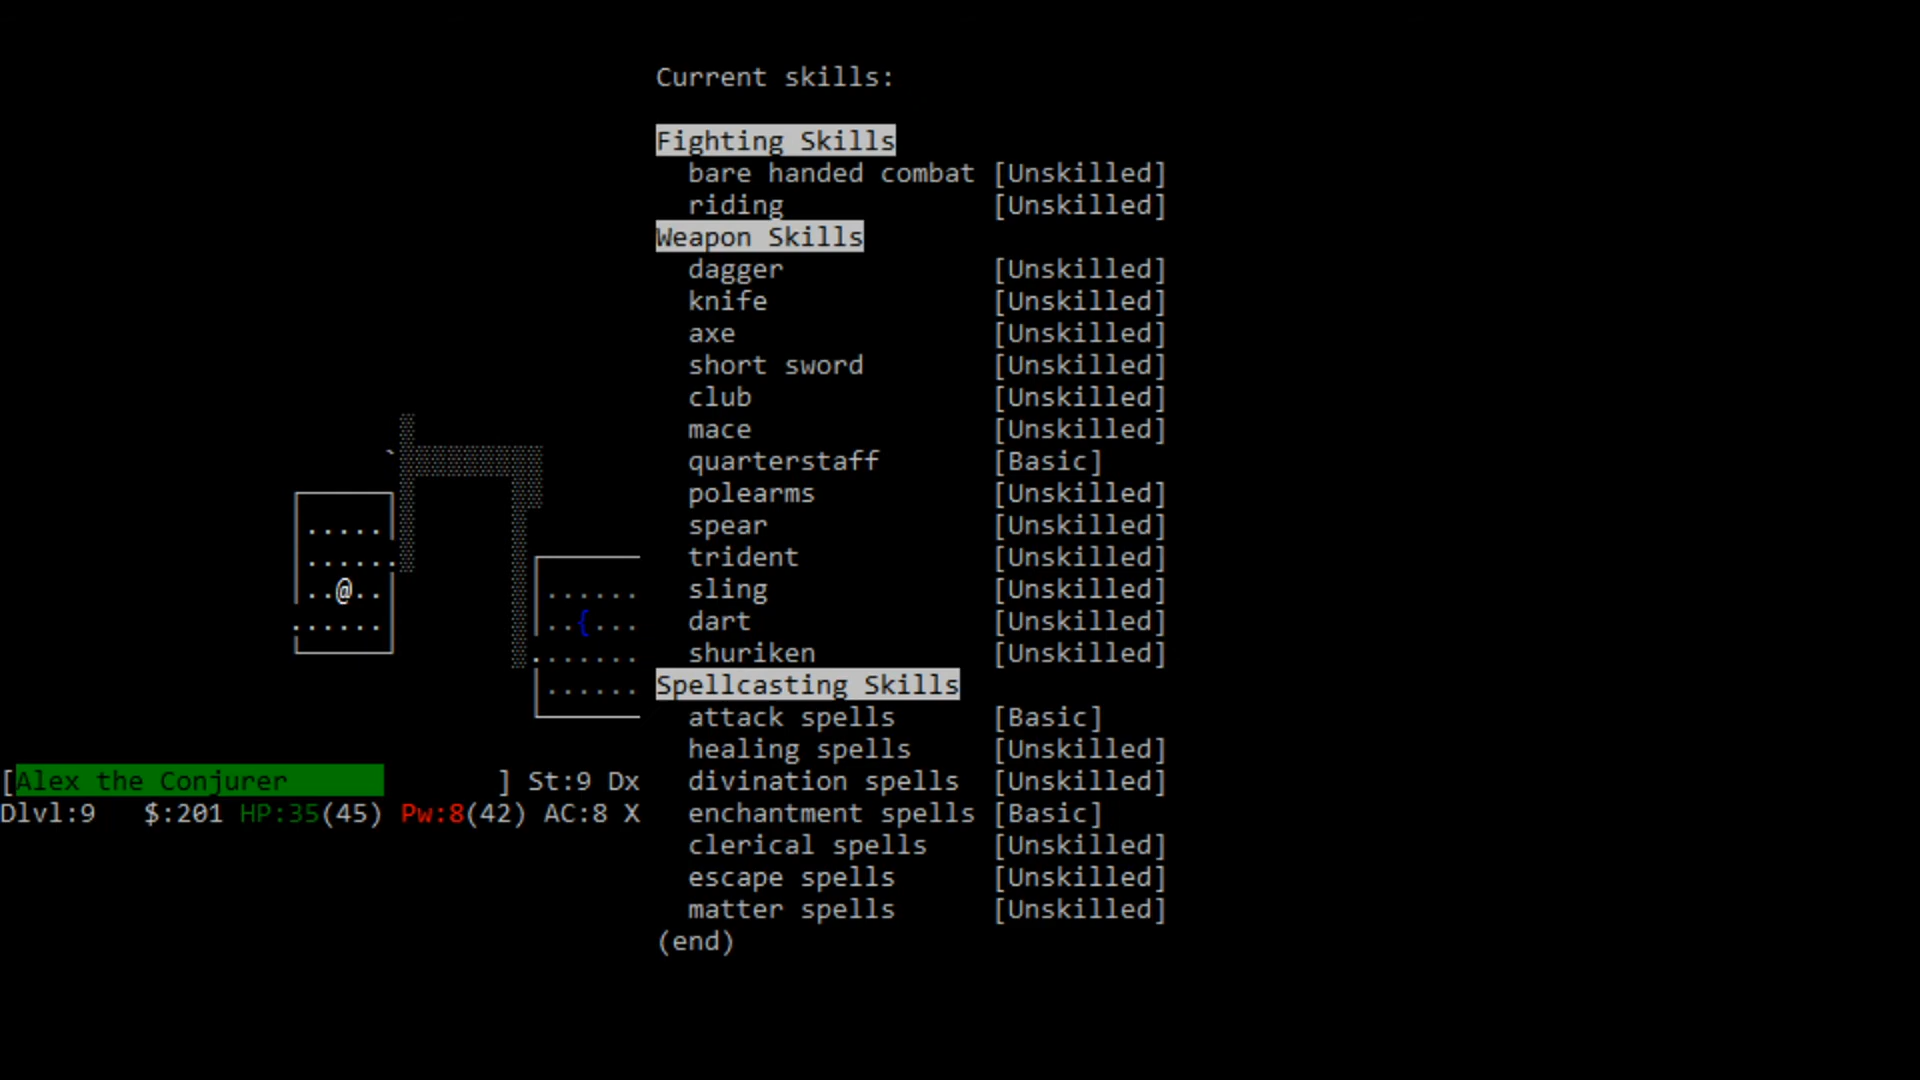 Current skills:
Fighting Skills
bare handed combat [Unskilled]
riding [Unskilled]
Weapon Skills
dagger [Unskilled]
knife [Unskilled]
axe [Unskilled]
short sword [Unskilled]
club [Unskilled]
mace [Unskilled]
quarterstaff [Basic]
polearms [Unskilled]
spear [Unskilled]
trident [Unskilled]
sling [Unskilled]
dart [Unskilled]
shuriken [Unskilled]
Spellcasting Skills
attack spells [Basic]
healing spells [Unskilled]
divination spells [Unskilled]
enchantment spells [Basic]
clerical spells [Unskilled]
escape spells [Unskilled]
matter spells [Unskilled]
(end)
[Alex the Conjurer ] St:9 Dx
Dlvl:9 $:201 HP:35(45) Pw:8(42) AC:8 X